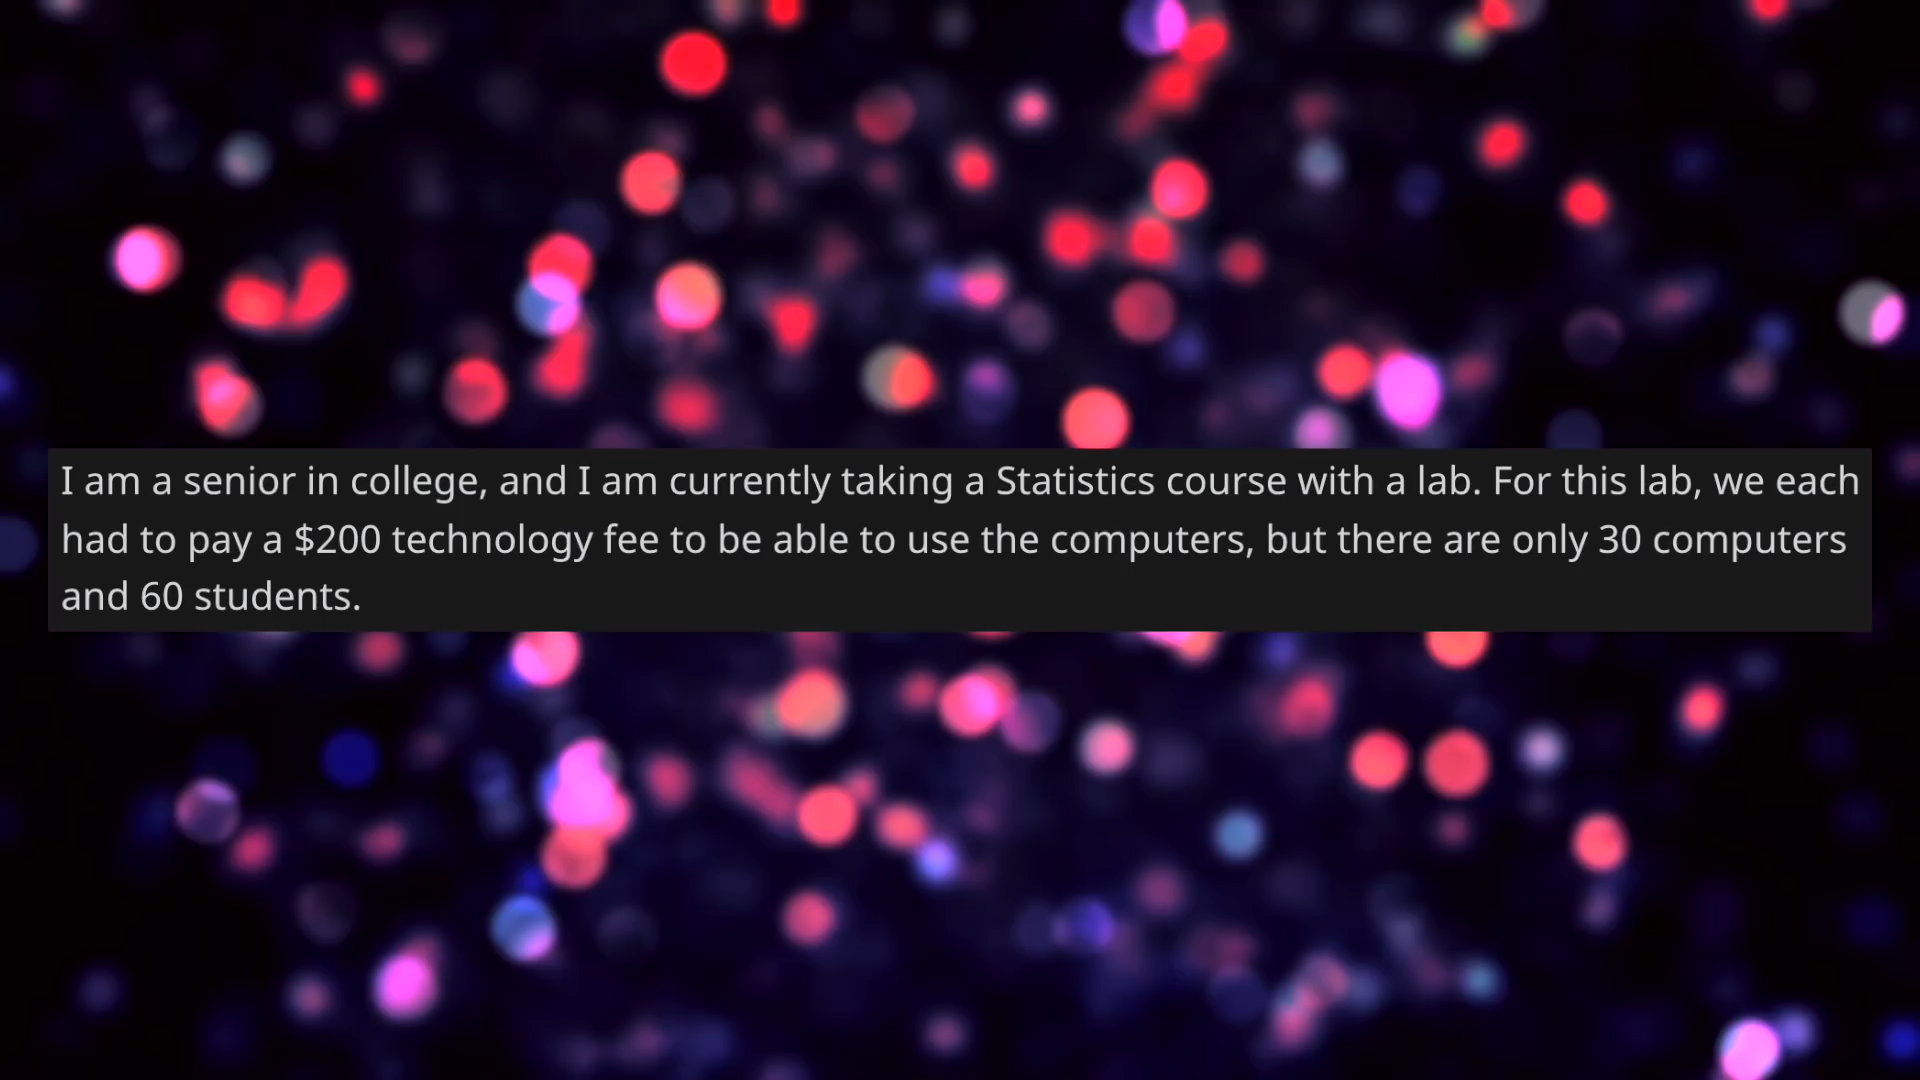 I am a senior in college, and I am currently taking a Statistics course with a lab. For this lab, we each
had to pay a $200 technology fee to be able to use the computers, but there are only 30 computers
and 60 students.